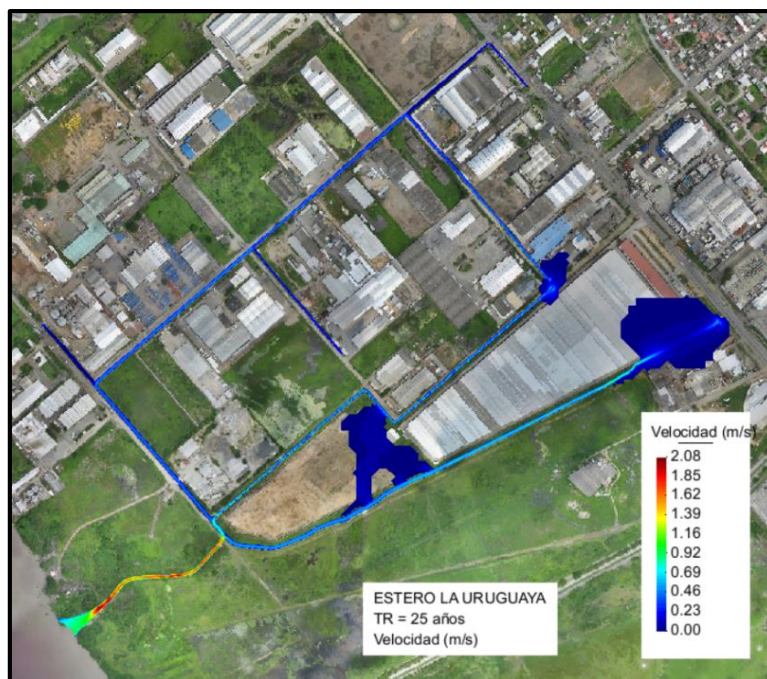 Velocidad (m/s)
2.08
1.85
1.62
1.39
1.16
0.92
0.69
0.46
0.23
0.00
ESTERO LA URUGUAYA
TR = 25 años
Velocidad (m/s)